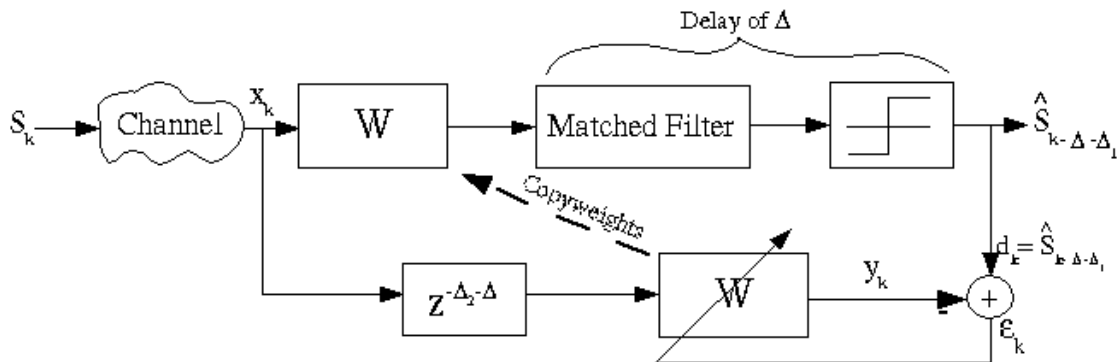 Delay of Δ
S_k
Channel
x_k
W
Matched Filter
Ŝ_{k-Δ-Δ_1}
Copyweights
d_k = Ŝ_{k-Δ-Δ_1}
z^{-Δ_2-Δ}
W
y_k
+
-
ε_k